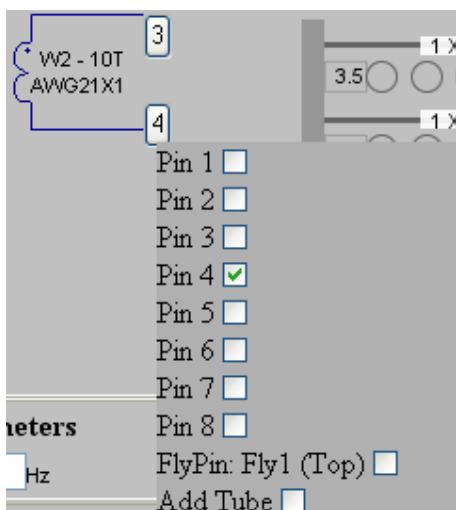 3
1 X
W2 - 10T
AWG21X1
3.5
4
1 X
Pin 1
Pin 2
Pin 3
Pin 4
Pin 5
Pin 6
Pin 7
Pin 8
neters
Hz
FlyPin: Fly1 (Top)
Add Tube